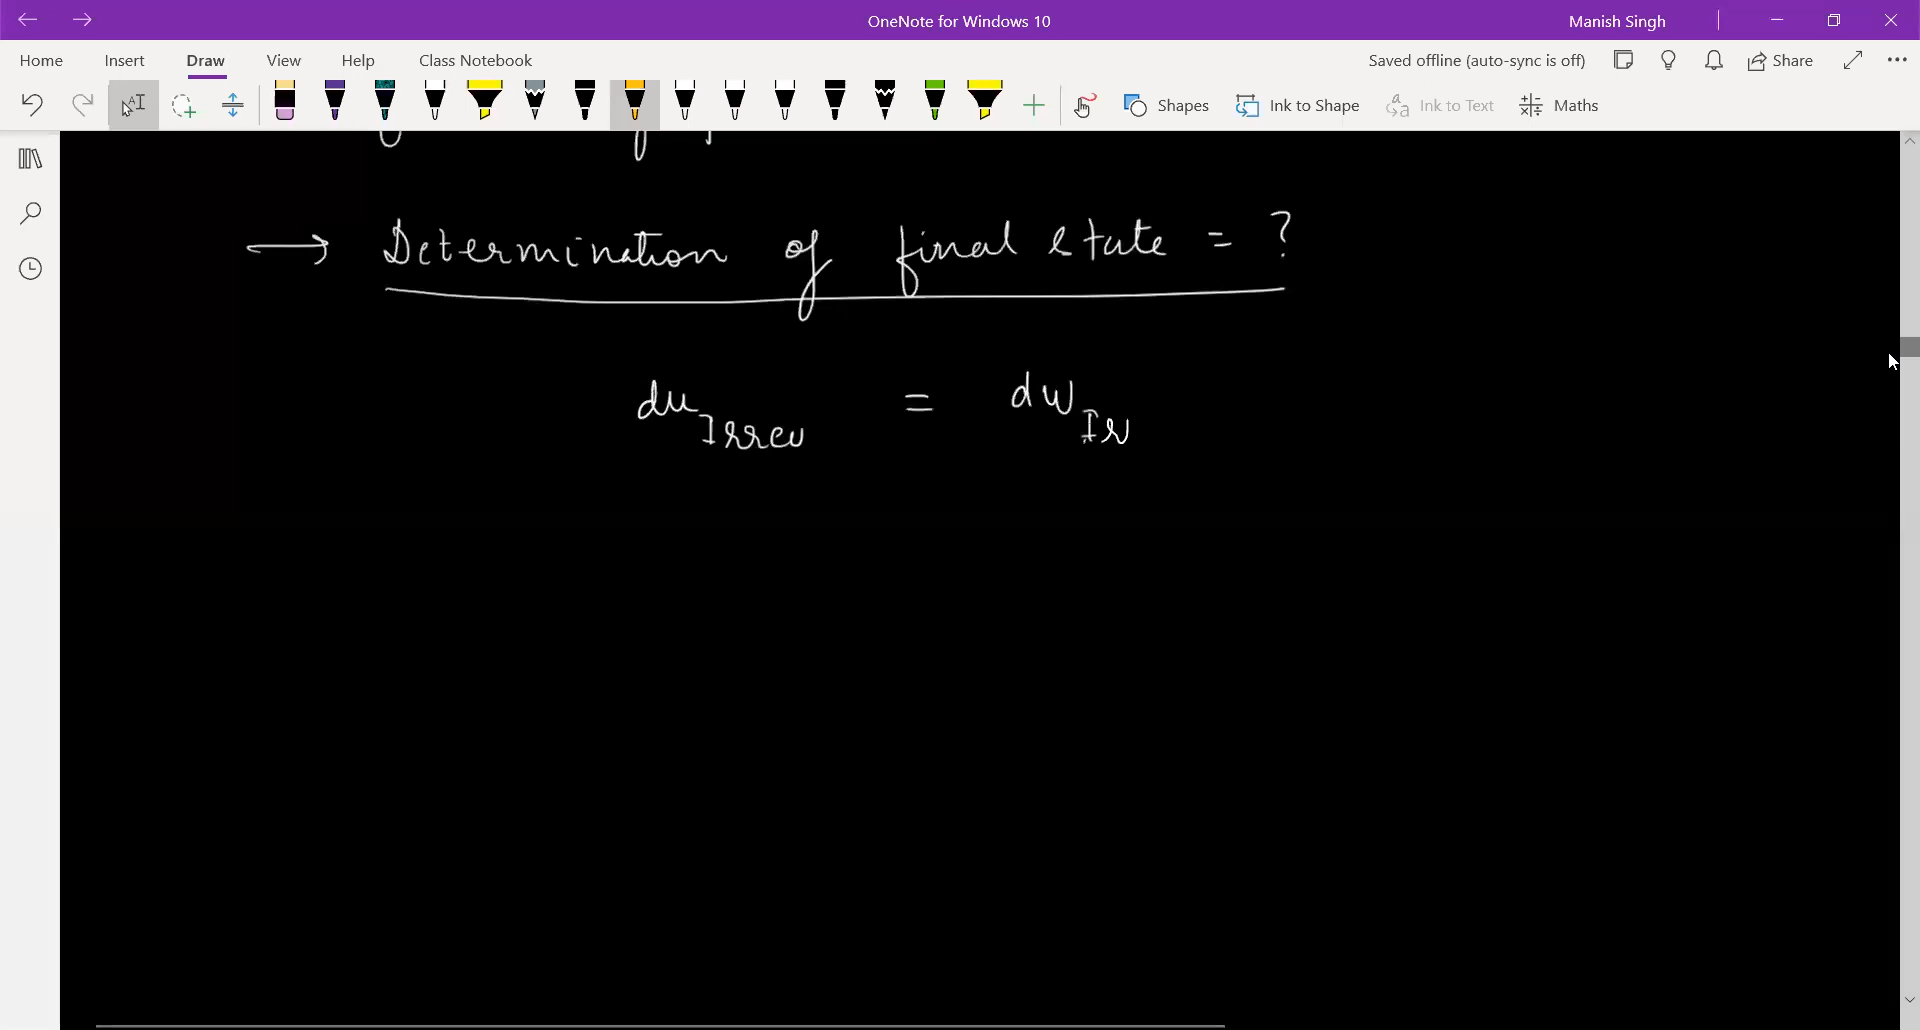 OneNote for Windows 10
Manish Singh
Home Insert Draw View Help Class Notebook
Saved offline (auto-sync is off) Share
Shapes Ink to Shape Ink to Text Maths
→ Determination of final state = ?
du Irrev = dw Ir